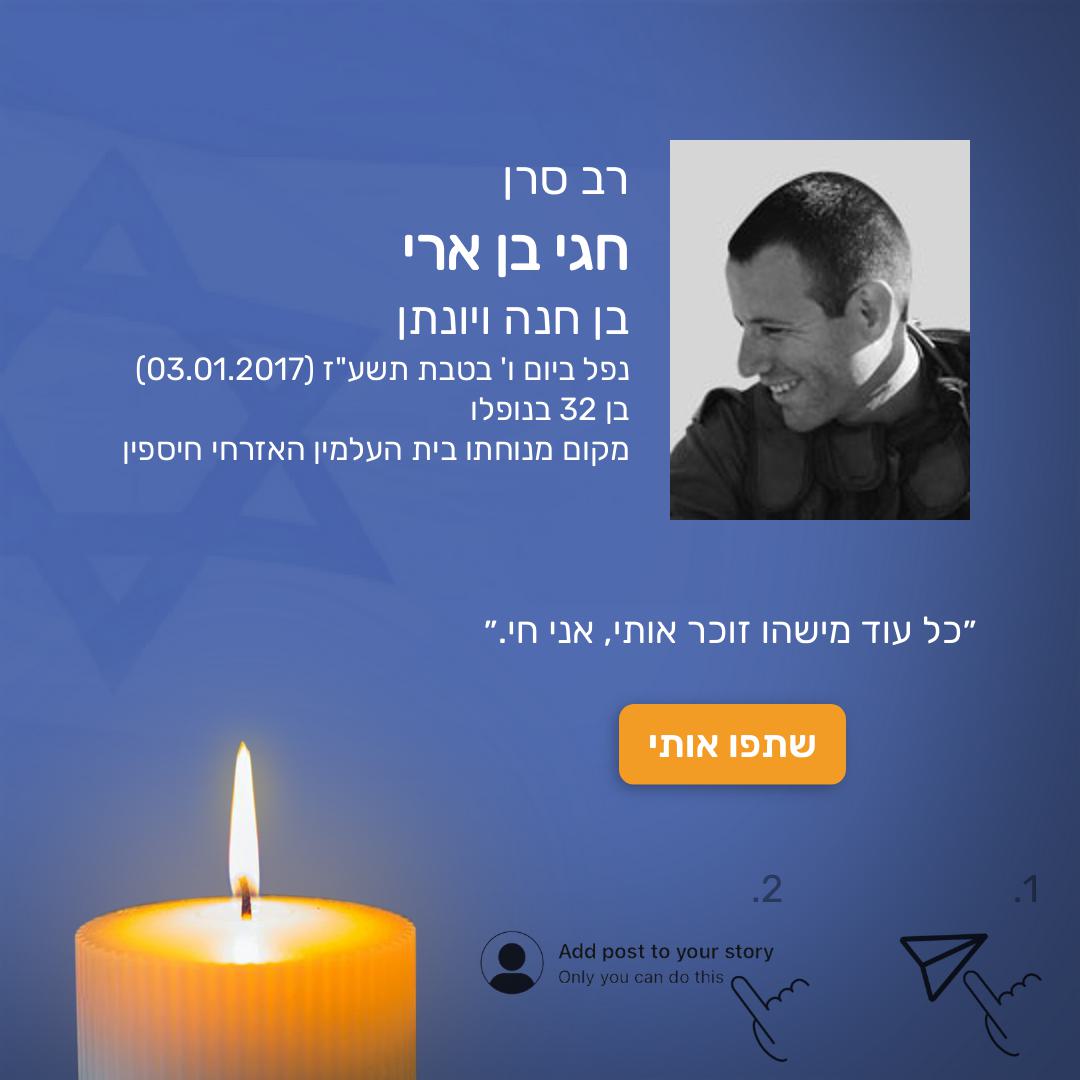 רב סרן
חגי בן ארי
בן חנה ויונתן
נפל ביום ו' בטבת תשע"ז (03.01.2017)
בן 32 בנופלו
מקום מנוחתו בית העלמין האזרחי חיספין
״כל עוד מישהו זוכר אותי, אני חי.״
שתפו אותי
.1
.2
Add post to your story
Only you can do this